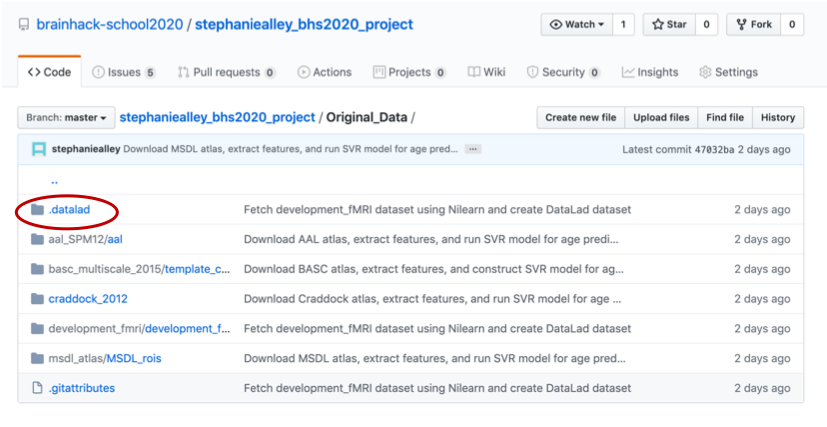 brainhack-school2020 / stephaniealley_bhs2020_project Watch 1 Star 0 Fork 0
Code Issues 5 Pull requests 0 Actions Projects 0 Wiki Security 0 Insights Settings
Branch: master stephaniealley_bhs2020_project / Original_Data / Create new file Upload files Find file History
stephaniealley Download MSDL atlas, extract features, and run SVR model for age pred... ... Latest commit 47032ba 2 days ago
..
.datalad Fetch development_fMRI dataset using Nilearn and create DataLad dataset 2 days ago
aal_SPM12/aal Download AAL atlas, extract features, and run SVR model for age predi... 2 days ago
basc_multiscale_2015/template_c... Download BASC atlas, extract features, and construct SVR model for ag... 2 days ago
craddock_2012 Download Craddock atlas, extract features, and run SVR model for age ... 2 days ago
development_fmri/development_f... Fetch development_fMRI dataset using Nilearn and create DataLad dataset 2 days ago
msdl_atlas/MSDL_rois Download MSDL atlas, extract features, and run SVR model for age pred... 2 days ago
.gitattributes Fetch development_fMRI dataset using Nilearn and create DataLad dataset 2 days ago